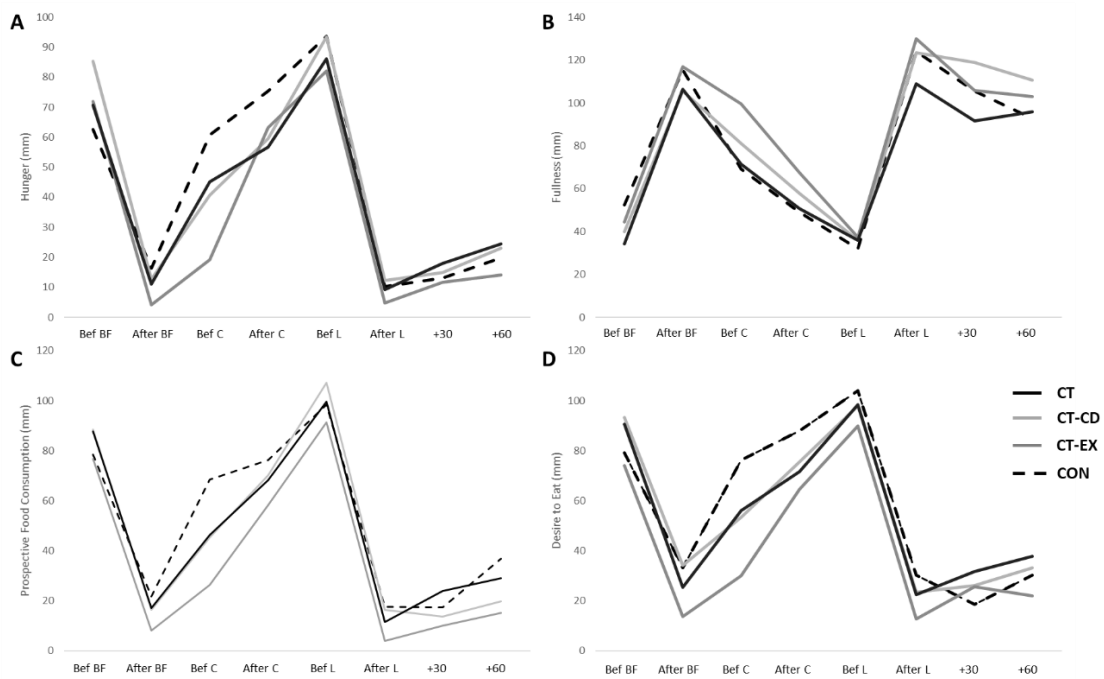 A
Hunger (mm)
100
90
80
70
60
50
40
30
20
10
0
Bef BF After BF Bef C After C Bef L After L +30 +60
B
Fullness (mm)
140
120
100
80
60
40
20
0
Bef BF After BF Bef C After C Bef L After L +30 +60
C
Prospective Food Consumption (mm)
120
100
80
60
40
20
0
Bef BF After BF Bef C After C Bef L After L +30 +60
D
Desire to Eat (mm)
120
100
80
60
40
20
0
Bef BF After BF Bef C After C Bef L After L +30 +60
CT
CT-CD
CT-EX
CON